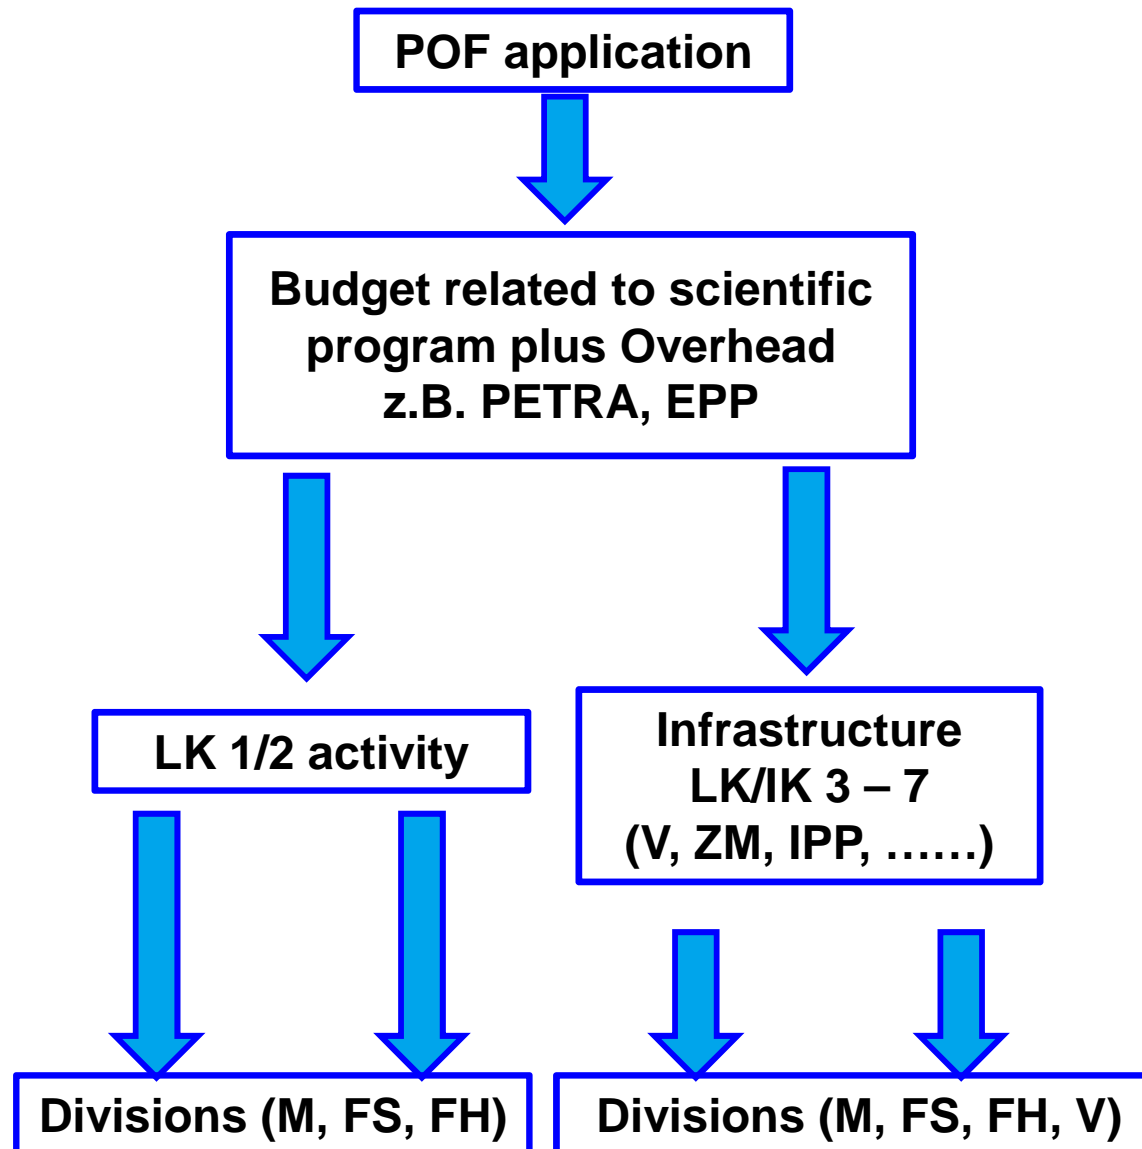 POF application
Budget related to scientific
program plus Overhead
z.B. PETRA, EPP
LK 1/2 activity
Infrastructure
LK/IK 3 – 7
(V, ZM, IPP, ……)
Divisions (M, FS, FH)
Divisions (M, FS, FH, V)